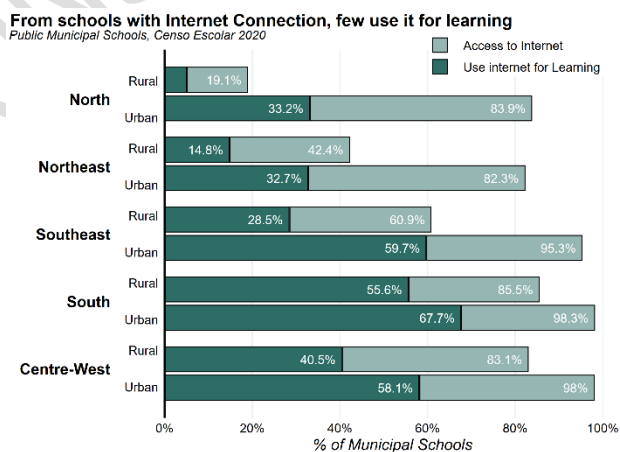 From schools with Internet Connection, few use it for learning
Public Municipal Schools, Censo Escolar 2020
Access to Internet
Use internet for Learning
North
Rural
19.1%
Urban
33.2% 83.9%
Northeast
Rural
14.8% 42.4%
Urban
32.7% 82.3%
Southeast
Rural
28.5% 60.9%
Urban
59.7% 95.3%
South
Rural
55.6% 85.5%
Urban
67.7% 98.3%
Centre-West
Rural
40.5% 83.1%
Urban
58.1% 98%
0% 20% 40% 60% 80% 100%
% of Municipal Schools